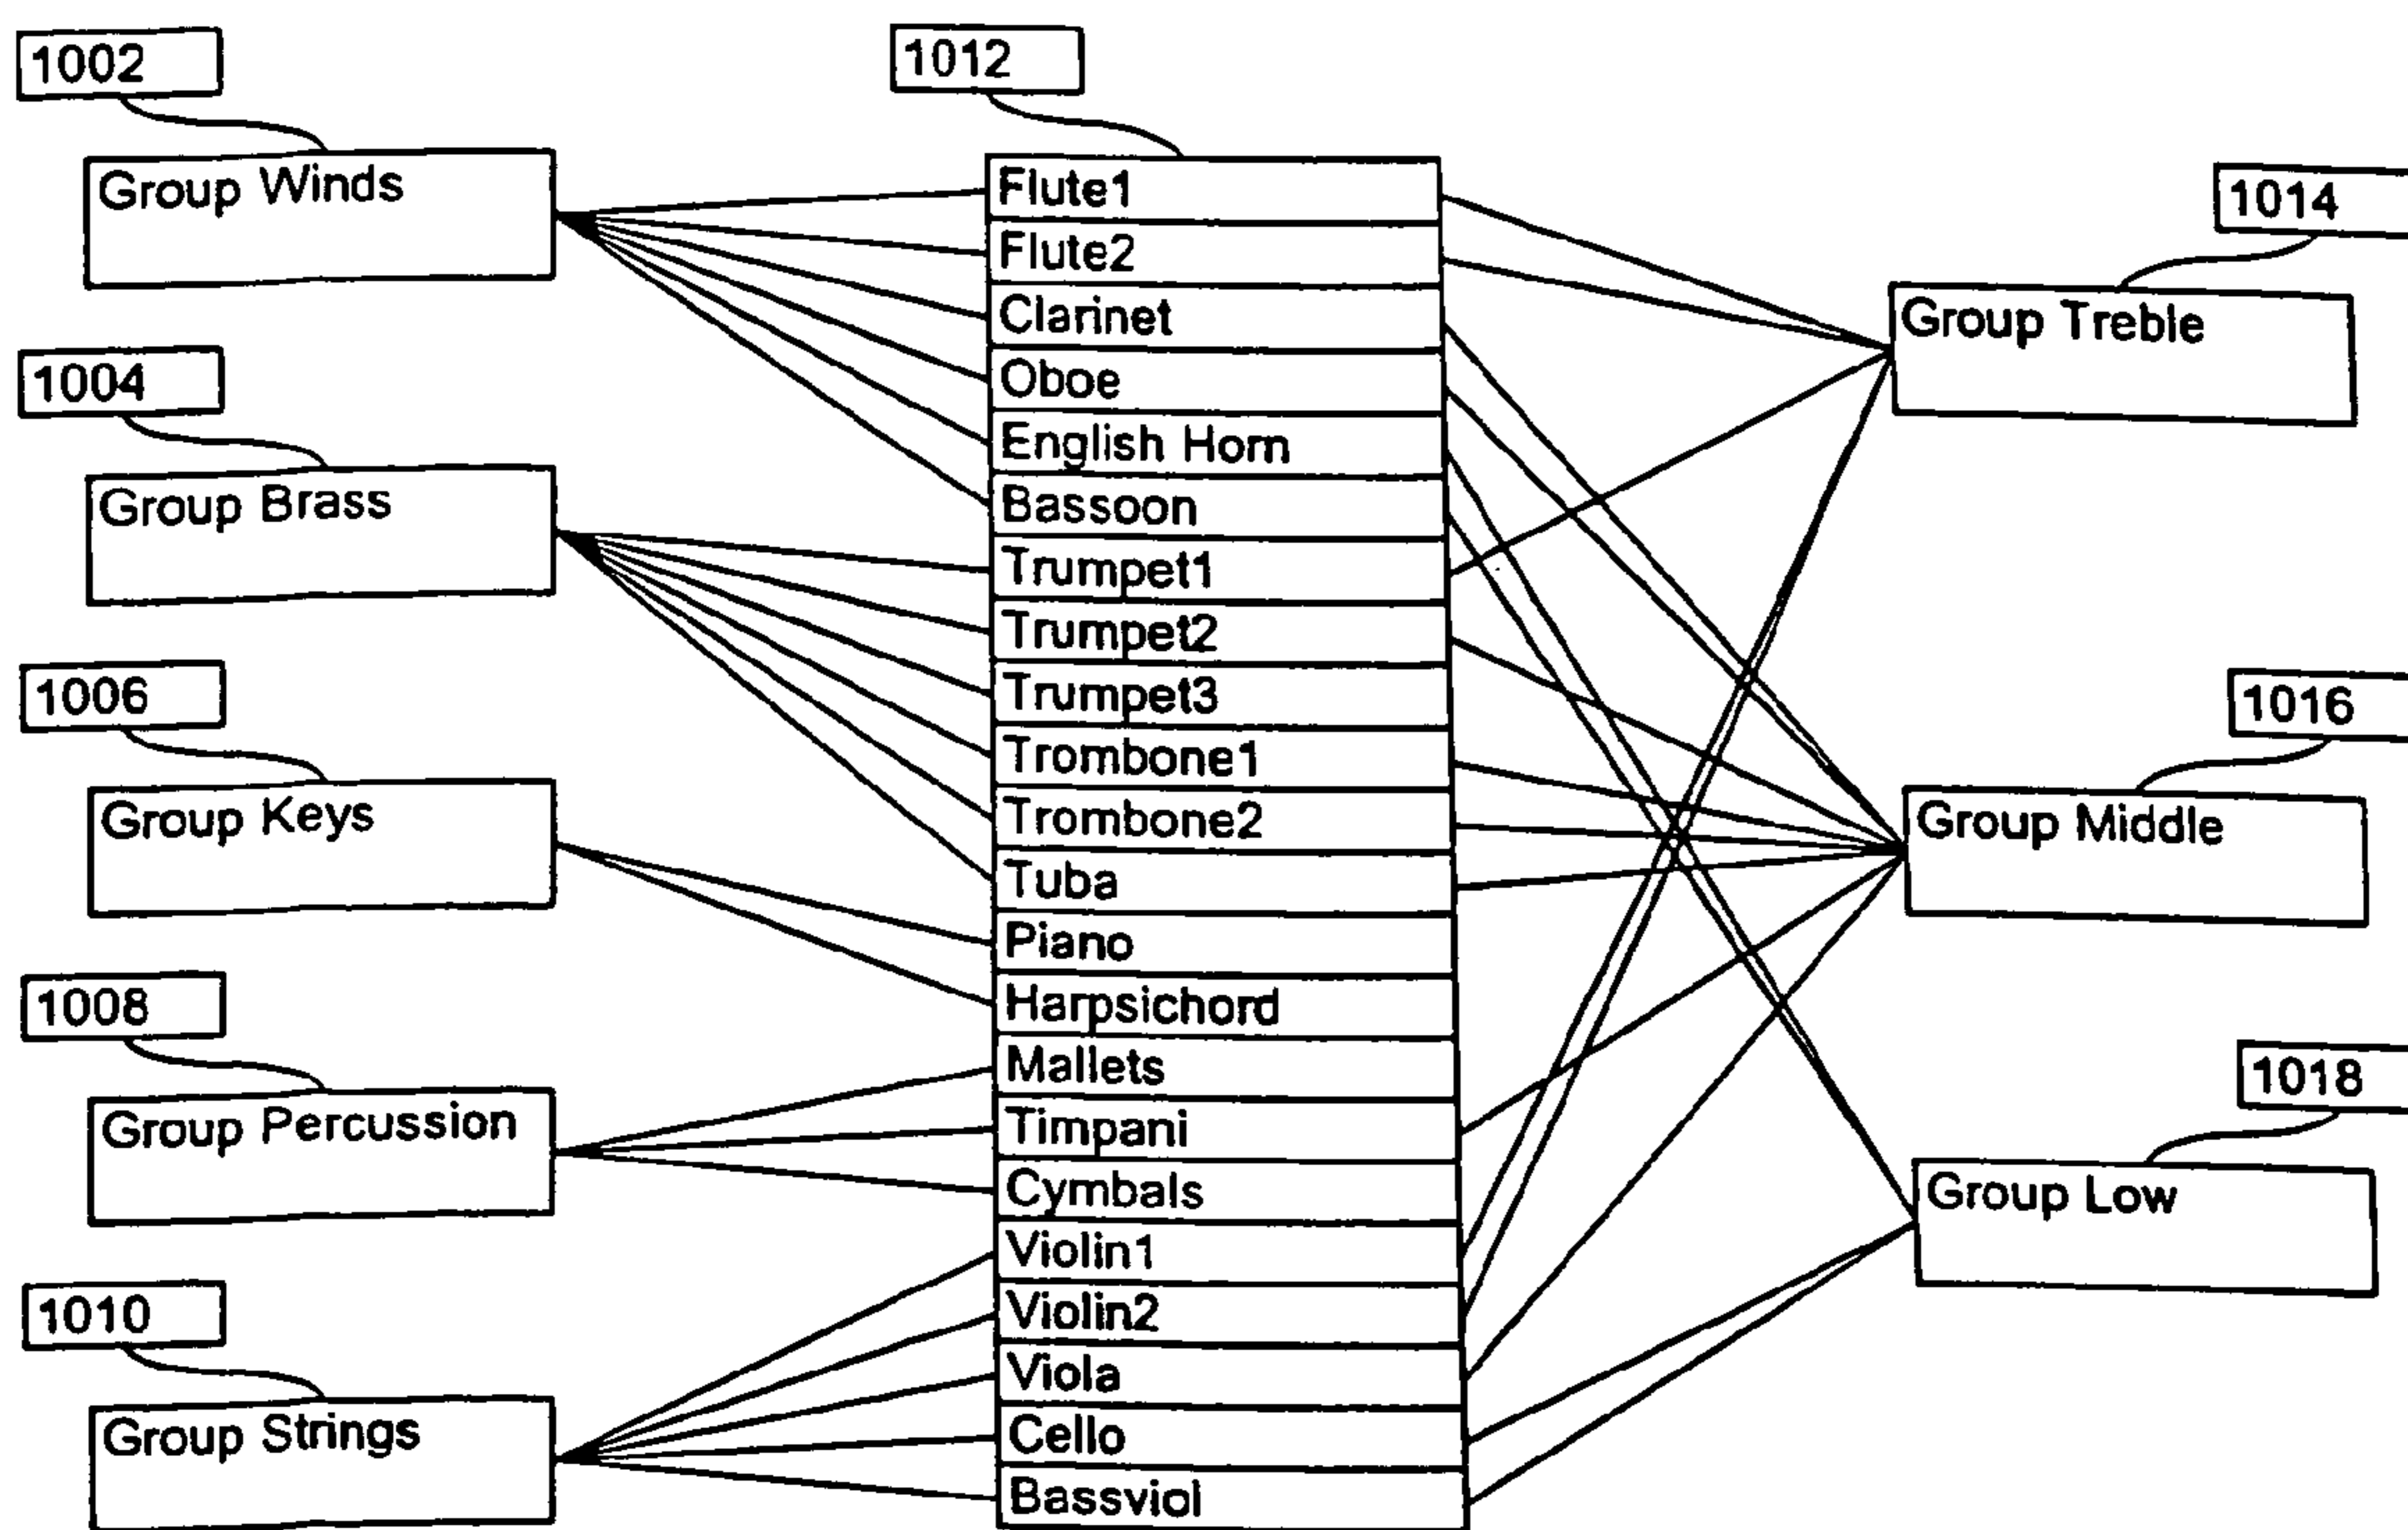 1002
Group Winds
1004
Group Brass
1006
Group Keys
1008
Group Percussion
1010
Group Strings
1012
Flute1
Flute2
Clarinet
Oboe
English Horn
Bassoon
Trumpet1
Trumpet2
Trumpet3
Trombone1
Trombone2
Tuba
Piano
Harpsichord
Mallets
Timpani
Cymbals
Violin1
Violin2
Viola
Cello
Bassviol
1014
Group Treble
1016
Group Middle
1018
Group Low